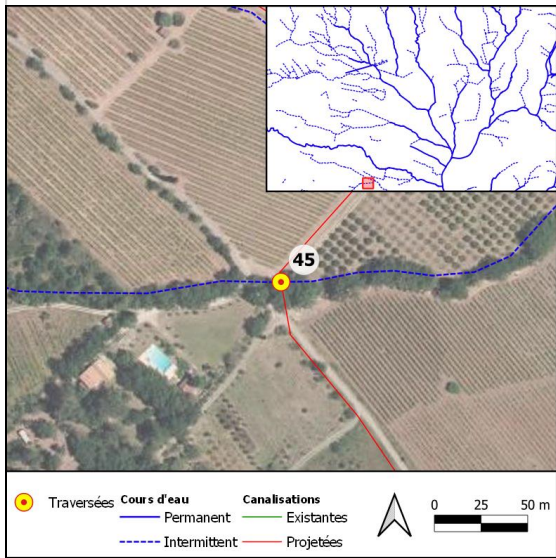 45
Traversées
Cours d'eau
Permanent
Intermittent
Canalisations
Existantes
Projetées
0 25 50 m